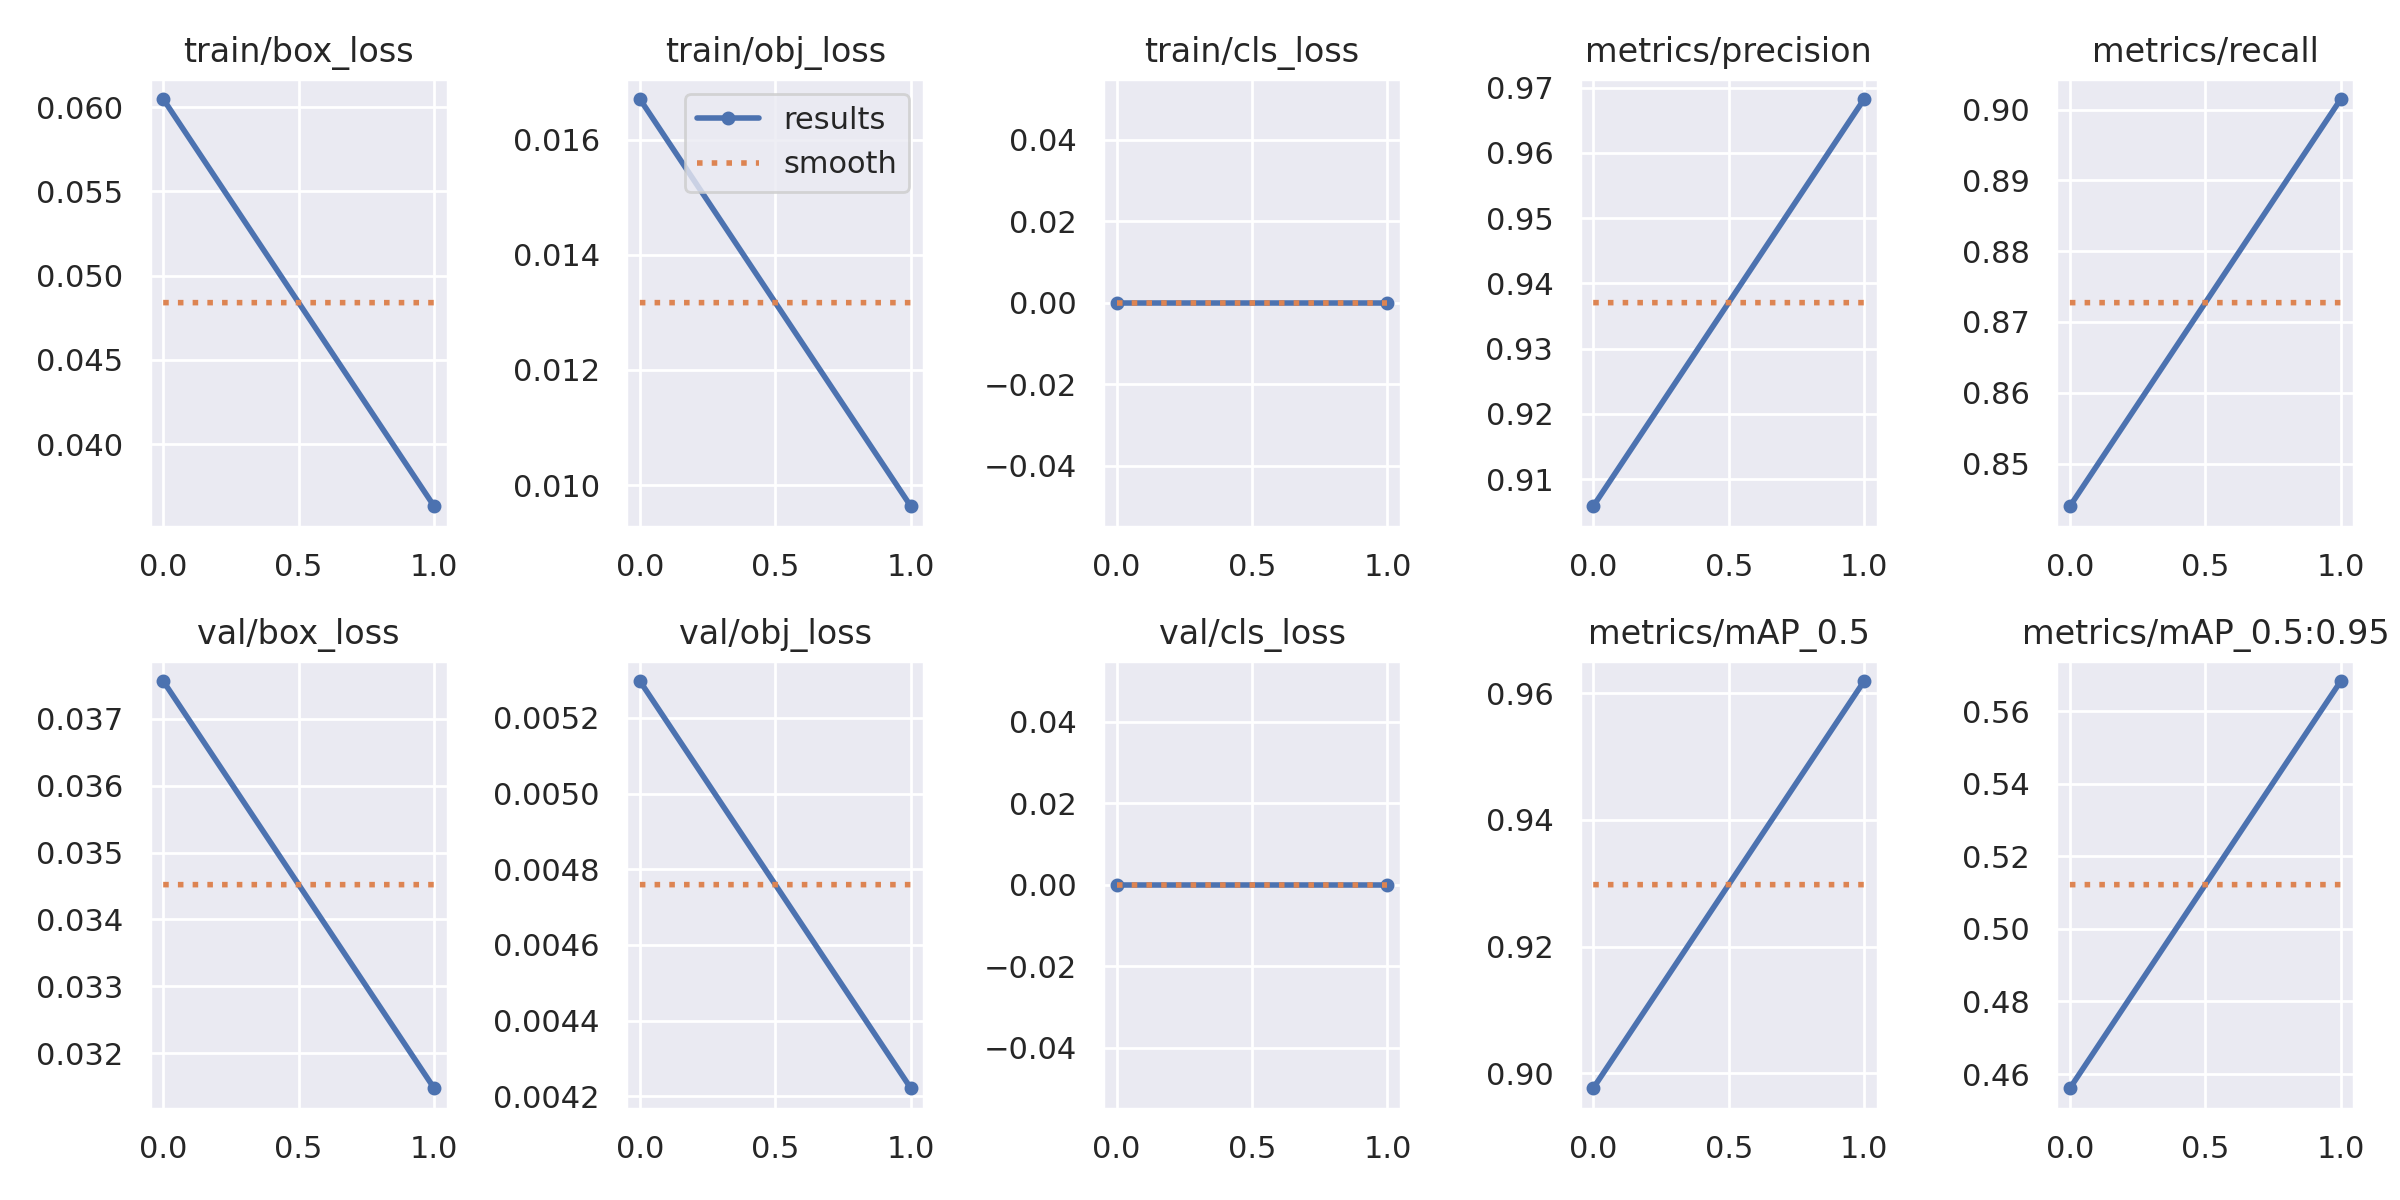 train/box_loss
0.060
0.055
0.050
0.045
0.040
0.0 0.5 1.0
train/obj_loss
results
smooth
0.016
0.014
0.012
0.010
0.0 0.5 1.0
train/cls_loss
0.04
0.02
0.00
−0.02
−0.04
0.0 0.5 1.0
metrics/precision
0.97
0.96
0.95
0.94
0.93
0.92
0.91
0.0 0.5 1.0
metrics/recall
0.90
0.89
0.88
0.87
0.86
0.85
0.0 0.5 1.0
val/box_loss
0.037
0.036
0.035
0.034
0.033
0.032
0.0 0.5 1.0
val/obj_loss
0.0052
0.0050
0.0048
0.0046
0.0044
0.0042
0.0 0.5 1.0
val/cls_loss
0.04
0.02
0.00
−0.02
−0.04
0.0 0.5 1.0
metrics/mAP_0.5
0.96
0.94
0.92
0.90
0.0 0.5 1.0
metrics/mAP_0.5:0.95
0.56
0.54
0.52
0.50
0.48
0.46
0.0 0.5 1.0